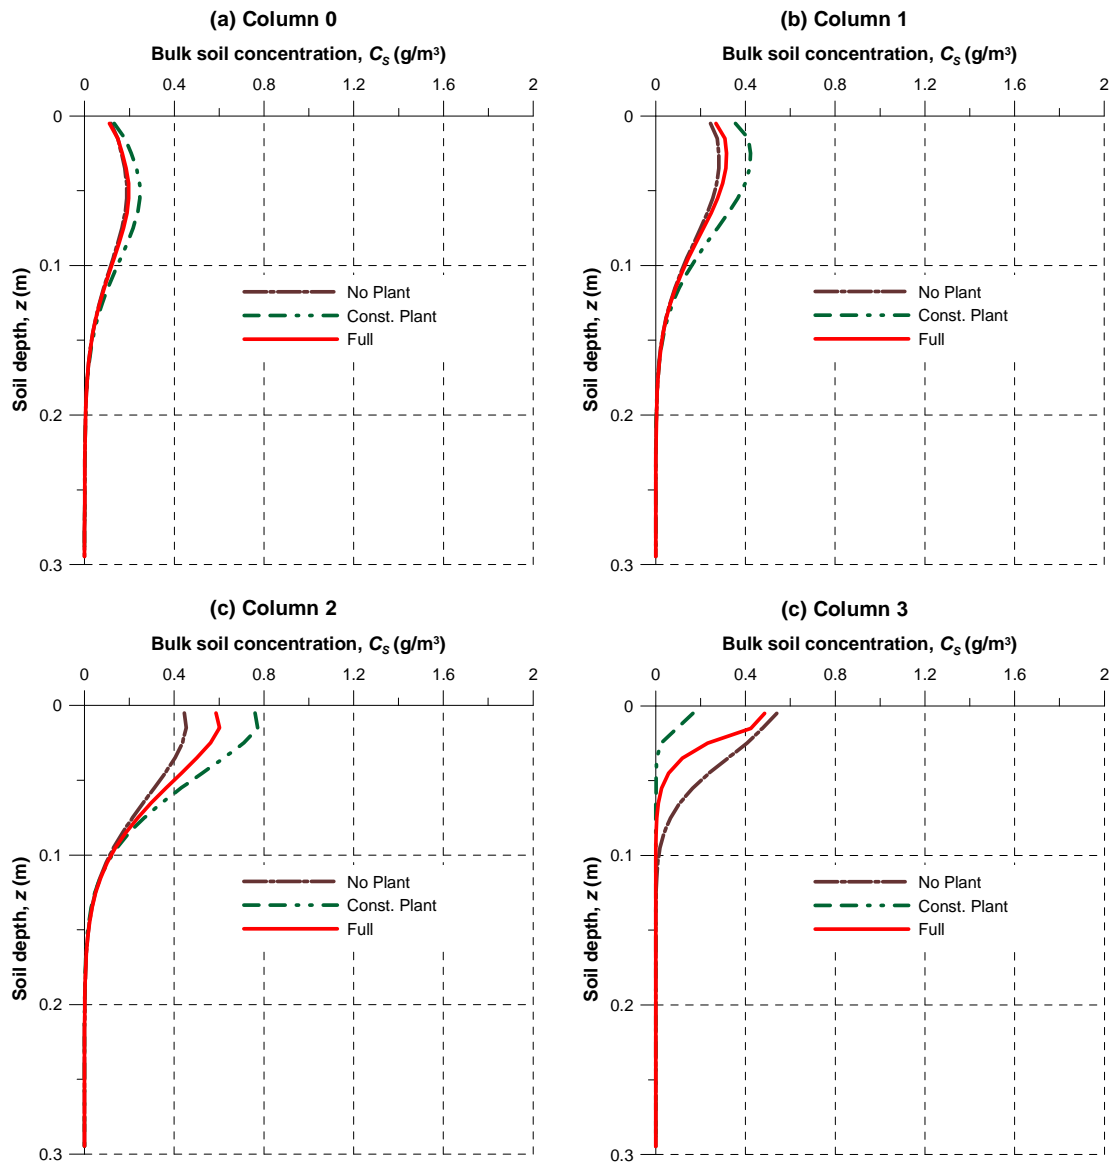 (a) Column 0
Bulk soil concentration, Cs (g/m³)
0 0.4 0.8 1.2 1.6 2
0
0.1
0.2
0.3
Soil depth, z (m)
No Plant
Const. Plant
Full
(b) Column 1
Bulk soil concentration, Cs (g/m³)
0 0.4 0.8 1.2 1.6 2
0
0.1
0.2
0.3
Soil depth, z (m)
No Plant
Const. Plant
Full
(c) Column 2
Bulk soil concentration, Cs (g/m³)
0 0.4 0.8 1.2 1.6 2
0
0.1
0.2
0.3
Soil depth, z (m)
No Plant
Const. Plant
Full
(c) Column 3
Bulk soil concentration, Cs (g/m³)
0 0.4 0.8 1.2 1.6 2
0
0.1
0.2
0.3
Soil depth, z (m)
No Plant
Const. Plant
Full